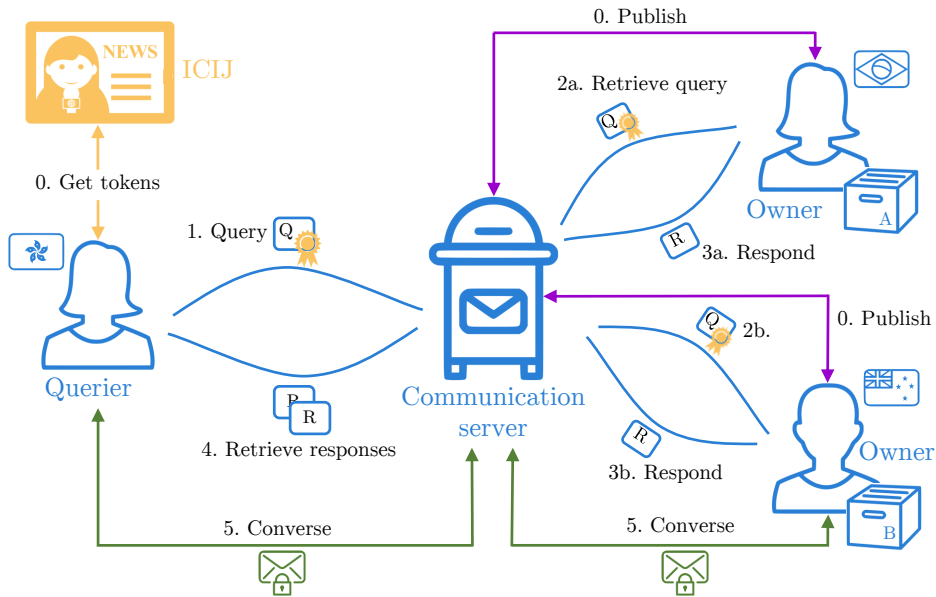 0. Publish
NEWS
ICIJ
2a. Retrieve query
Q
0. Get tokens
A
Owner
1. Query
Q
R
3a. Respond
0. Publish
Q
2b.
Querier
Communication
server
R
R
4. Retrieve responses
R
3b. Respond
Owner
5. Converse
5. Converse
B